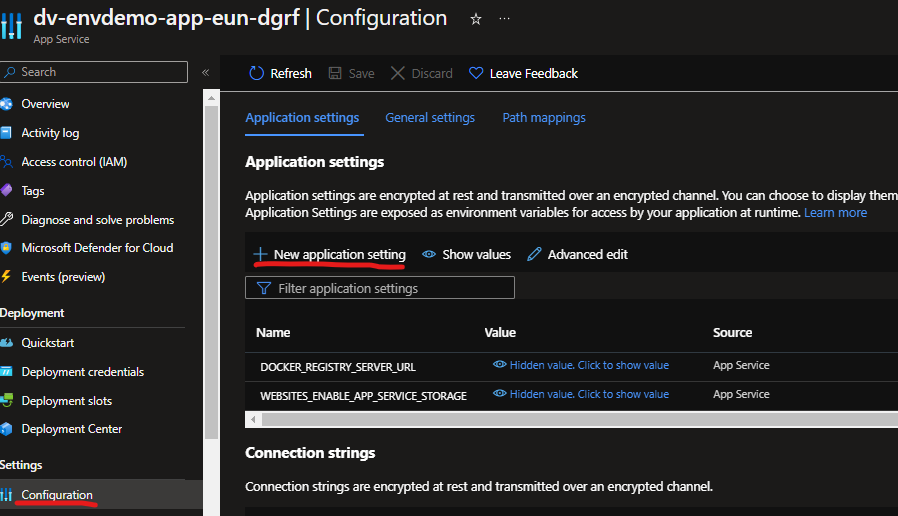 dv-envdemo-app-eun-dgrf | Configuration
App Service
Search
Overview
Activity log
Access control (IAM)
Tags
Diagnose and solve problems
Microsoft Defender for Cloud
Events (preview)
Deployment
Quickstart
Deployment credentials
Deployment slots
Deployment Center
Settings
Configuration
Refresh Save Discard Leave Feedback
Application settings General settings Path mappings
Application settings
Application settings are encrypted at rest and transmitted over an encrypted channel. You can choose to display them
Application Settings are exposed as environment variables for access by your application at runtime. Learn more
New application setting Show values Advanced edit
Filter application settings
Name Value Source
DOCKER_REGISTRY_SERVER_URL Hidden value. Click to show value App Service
WEBSITES_ENABLE_APP_SERVICE_STORAGE Hidden value. Click to show value App Service
Connection strings
Connection strings are encrypted at rest and transmitted over an encrypted channel.